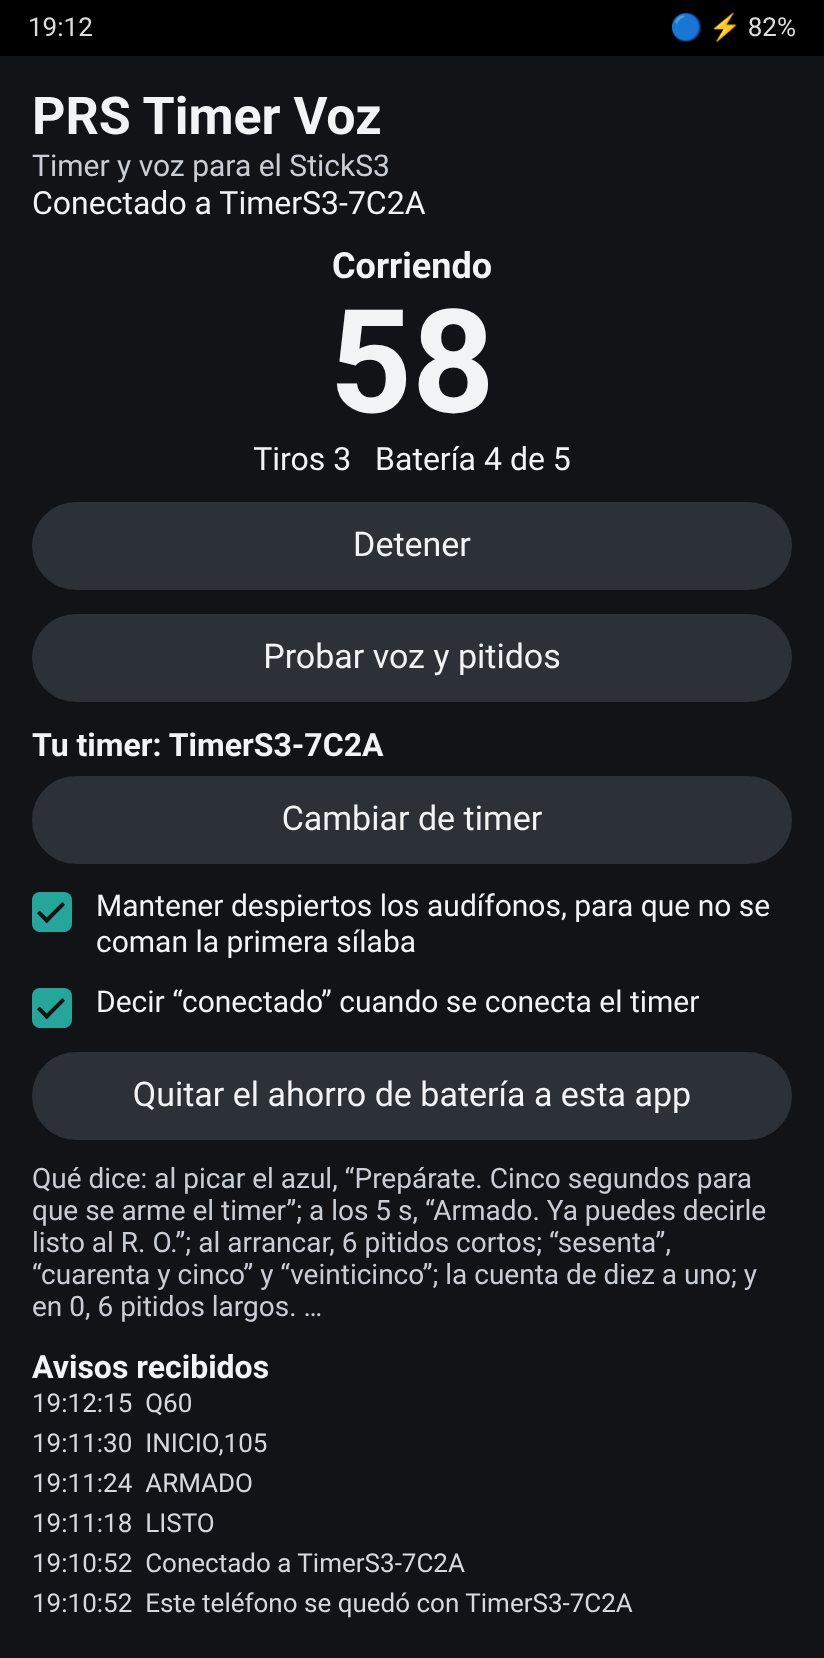 19:12
82%
PRS Timer Voz
Timer y voz para el StickS3
Conectado a TimerS3-7C2A
Corriendo
58
Tiros 3 Batería 4 de 5
Detener
Probar voz y pitidos
Tu timer: TimerS3-7C2A
Cambiar de timer
Mantener despiertos los audífonos, para que no se
coman la primera sílaba
Decir “conectado” cuando se conecta el timer
Quitar el ahorro de batería a esta app
Qué dice: al picar el azul, “Prepárate. Cinco segundos para
que se arme el timer”; a los 5 s, “Armado. Ya puedes decirle
listo al R. O.”; al arrancar, 6 pitidos cortos; “sesenta”,
“cuarenta y cinco” y “veinticinco”; la cuenta de diez a uno; y
en 0, 6 pitidos largos. …
Avisos recibidos
19:12:15 Q60
19:11:30 INICIO,105
19:11:24 ARMADO
19:11:18 LISTO
19:10:52 Conectado a TimerS3-7C2A
19:10:52 Este teléfono se quedó con TimerS3-7C2A